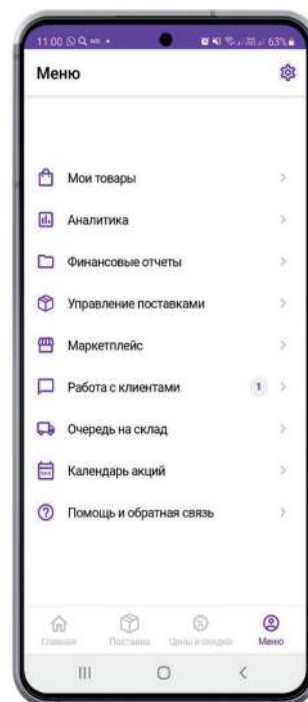 11:00 63%
Меню
Мои товары
Аналитика
Финансовые отчеты
Управление поставками
Маркетплейс
Работа с клиентами 1
Очередь на склад
Календарь акций
Помощь и обратная связь
Главная Поставки Цены и скидки Меню